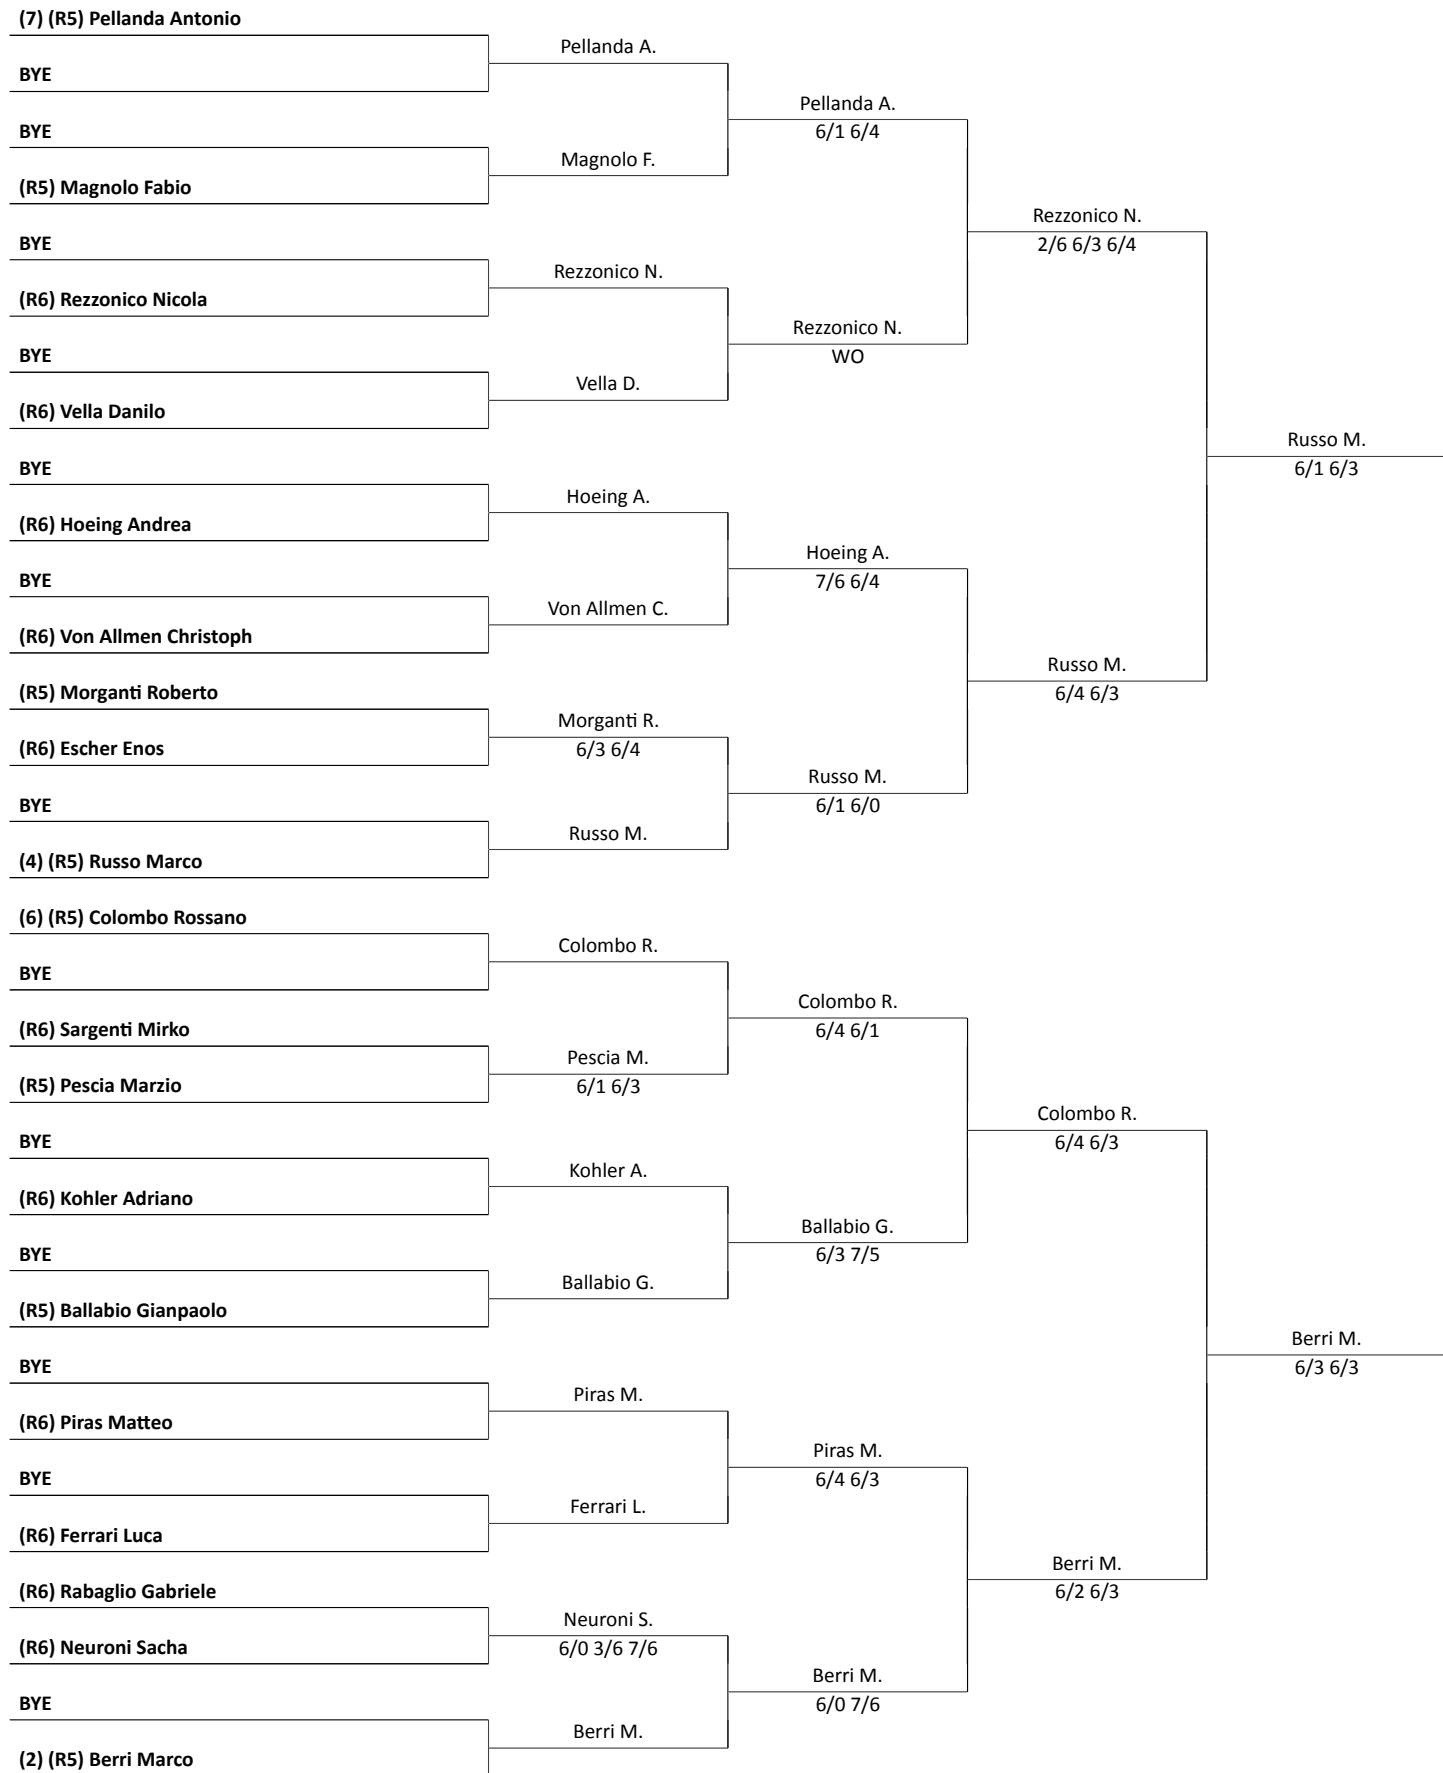 (7) (R5) Pellanda Antonio
Pellanda A.
BYE
Pellanda A.
6/1 6/4
BYE
Magnolo F.
(R5) Magnolo Fabio
Rezzonico N.
2/6 6/3 6/4
BYE
Rezzonico N.
(R6) Rezzonico Nicola
Rezzonico N.
WO
BYE
Vella D.
(R6) Vella Danilo
Russo M.
6/1 6/3
BYE
Hoeing A.
(R6) Hoeing Andrea
Hoeing A.
7/6 6/4
BYE
Von Allmen C.
(R6) Von Allmen Christoph
Russo M.
6/4 6/3
(R5) Morganti Roberto
Morganti R.
6/3 6/4
(R6) Escher Enos
Russo M.
6/1 6/0
BYE
Russo M.
(4) (R5) Russo Marco
(6) (R5) Colombo Rossano
Colombo R.
BYE
Colombo R.
6/4 6/1
(R6) Sargenti Mirko
Pescia M.
6/1 6/3
(R5) Pescia Marzio
Colombo R.
6/4 6/3
BYE
Kohler A.
(R6) Kohler Adriano
Ballabio G.
6/3 7/5
BYE
Ballabio G.
(R5) Ballabio Gianpaolo
Berri M.
6/3 6/3
BYE
Piras M.
(R6) Piras Matteo
Piras M.
6/4 6/3
BYE
Ferrari L.
(R6) Ferrari Luca
Berri M.
6/2 6/3
(R6) Rabaglio Gabriele
Neuroni S.
6/0 3/6 7/6
(R6) Neuroni Sacha
Berri M.
6/0 7/6
BYE
Berri M.
(2) (R5) Berri Marco